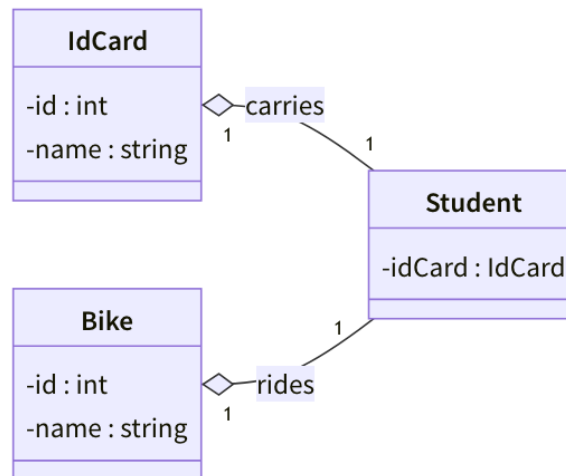 IdCard
-id : int
-name : string
carries
1
1
Student
-idCard : IdCard
Bike
-id : int
-name : string
rides
1
1